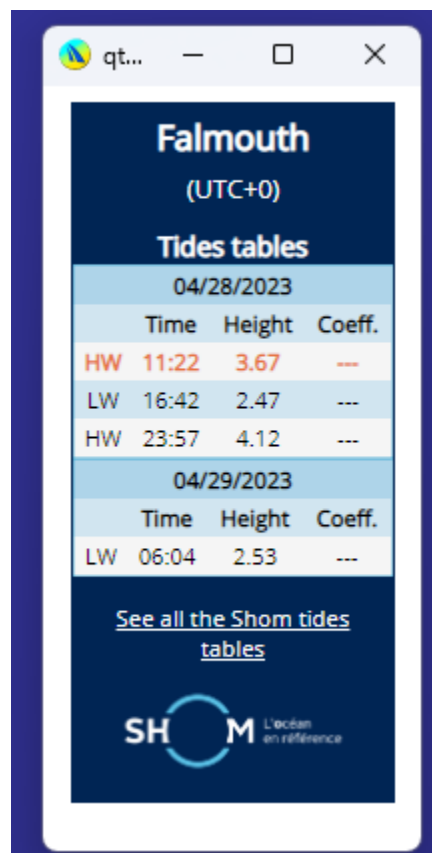 qt...
Falmouth
(UTC+0)
Tides tables
04/28/2023
Time Height Coeff.
HW 11:22 3.67 ---
LW 16:42 2.47 ---
HW 23:57 4.12 ---
04/29/2023
Time Height Coeff.
LW 06:04 2.53 ---
See all the Shom tides
tables
SHOM L'océan
en référence